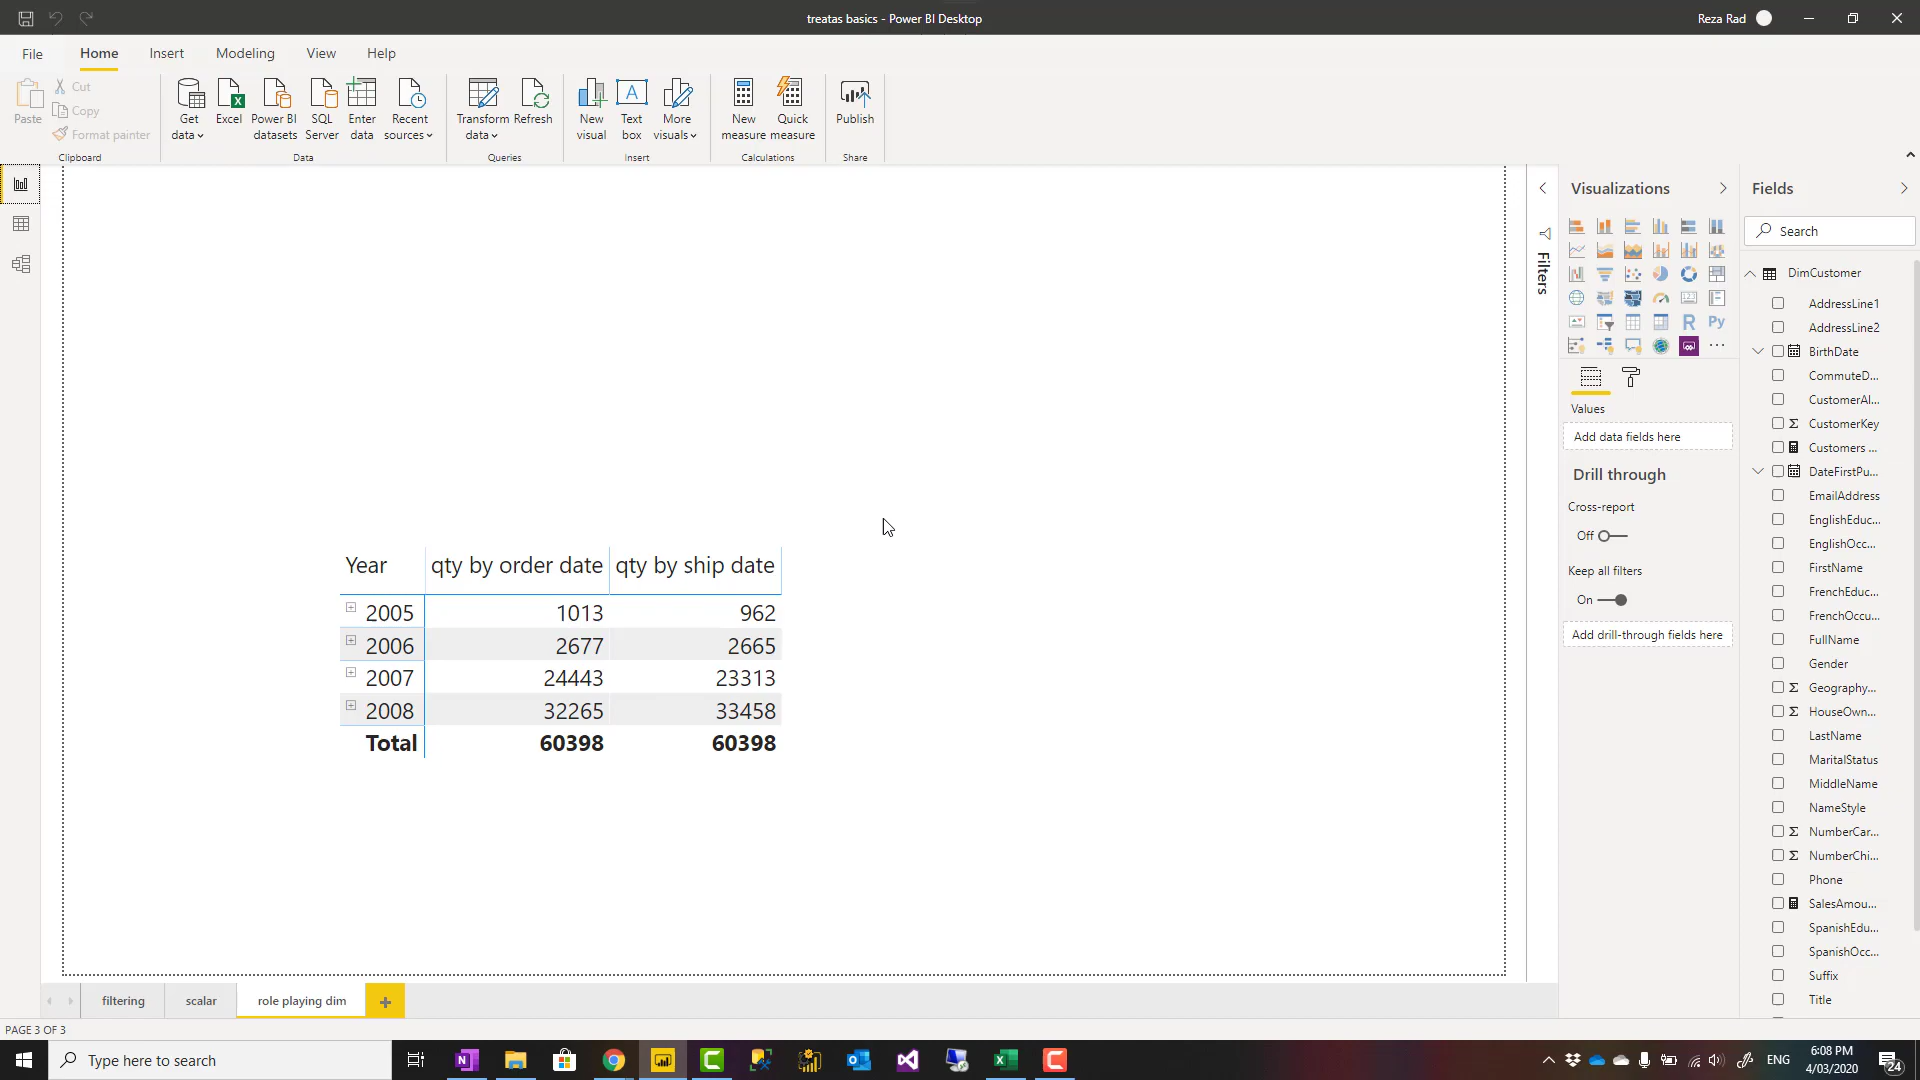 treatas basics - Power BI Desktop
Reza Rad
File
Home
Insert
Modeling
View
Help
Paste
Cut
Copy
Format painter
Clipboard
Get data
Excel
Power BI datasets
SQL Server
Enter data
Recent sources
Data
Transform data
Refresh
Queries
New visual
Text box
More visuals
Insert
New measure
Quick measure
Calculations
Publish
Share
Year qty by order date qty by ship date
2005 1013 962
2006 2677 2665
2007 24443 23313
2008 32265 33458
Total 60398 60398
Filters
Visualizations
R
Py
Values
Add data fields here
Drill through
Cross-report
Off
Keep all filters
On
Add drill-through fields here
Fields
Search
DimCustomer
AddressLine1
AddressLine2
BirthDate
CommuteD...
CustomerAl...
CustomerKey
Customers ...
DateFirstPu...
EmailAddress
EnglishEduc...
EnglishOcc...
FirstName
FrenchEduc...
FrenchOccu...
FullName
Gender
Geography...
HouseOwn...
LastName
MaritalStatus
MiddleName
NameStyle
NumberCar...
NumberChi...
Phone
SalesAmou...
SpanishEdu...
SpanishOcc...
Suffix
Title
filtering
scalar
role playing dim
PAGE 3 OF 3
Type here to search
ENG
6:08 PM
4/03/2020
24